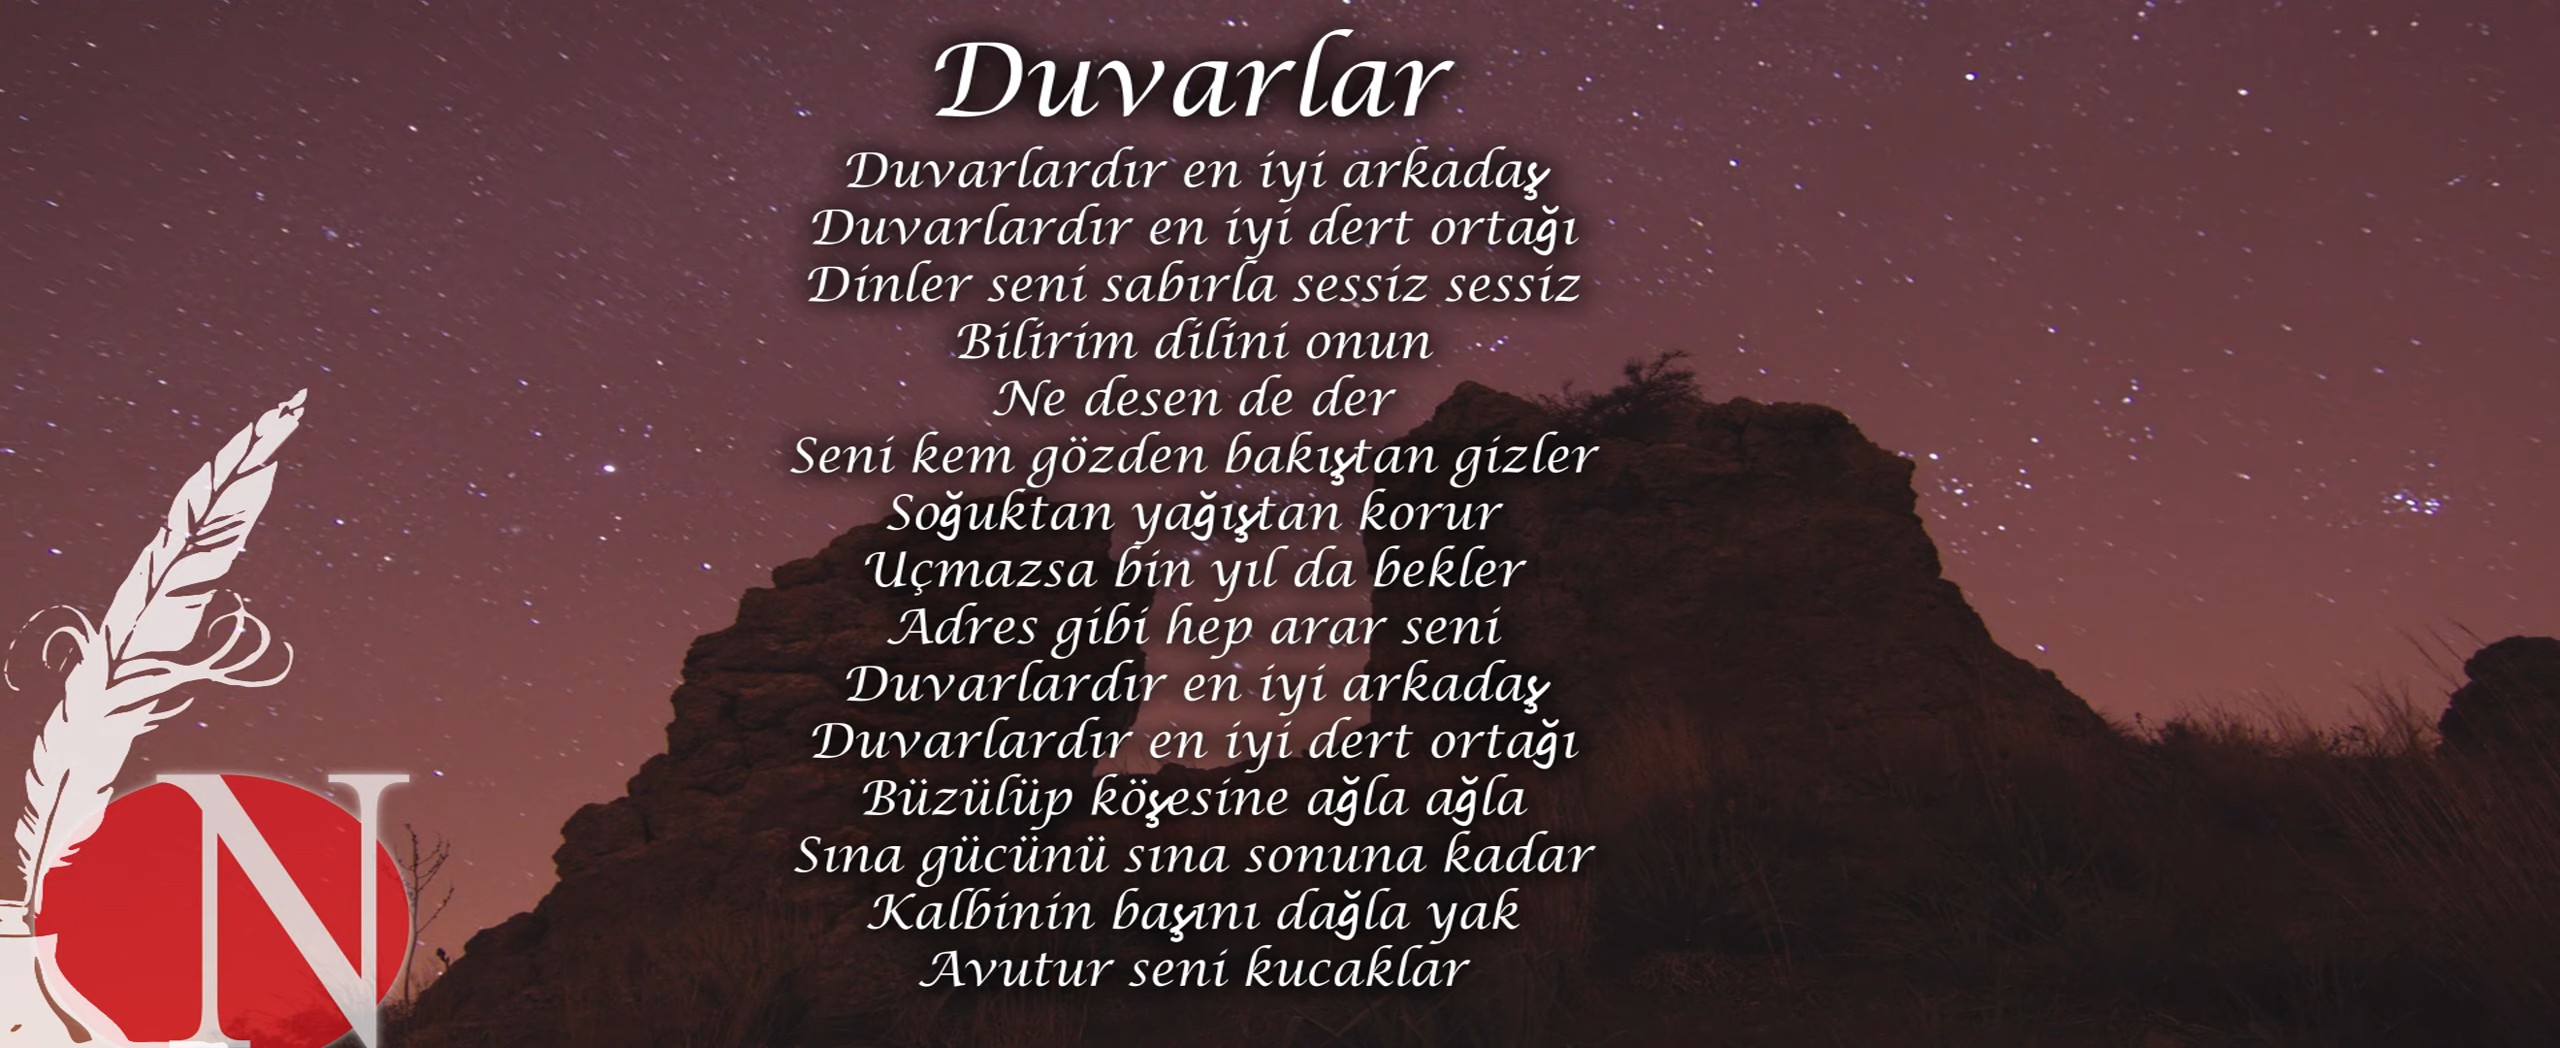 Duvarlar
Duvarlardır en iyi arkadaş
Duvarlardır en iyi dert ortağı
Dinler seni sabırla sessiz sessiz
Bilirim dilini onun
Ne desen de der
Seni kem gözden bakıştan gizler
Soğuktan yağıştan korur
Uçmazsa bin yıl da bekler
Adres gibi hep arar seni
Duvarlardır en iyi arkadaş
Duvarlardır en iyi dert ortağı
Büzülüp köşesine ağla ağla
Sına gücünü sına sonuna kadar
Kalbinin başını dağla yak
Avutur seni kucaklar
N